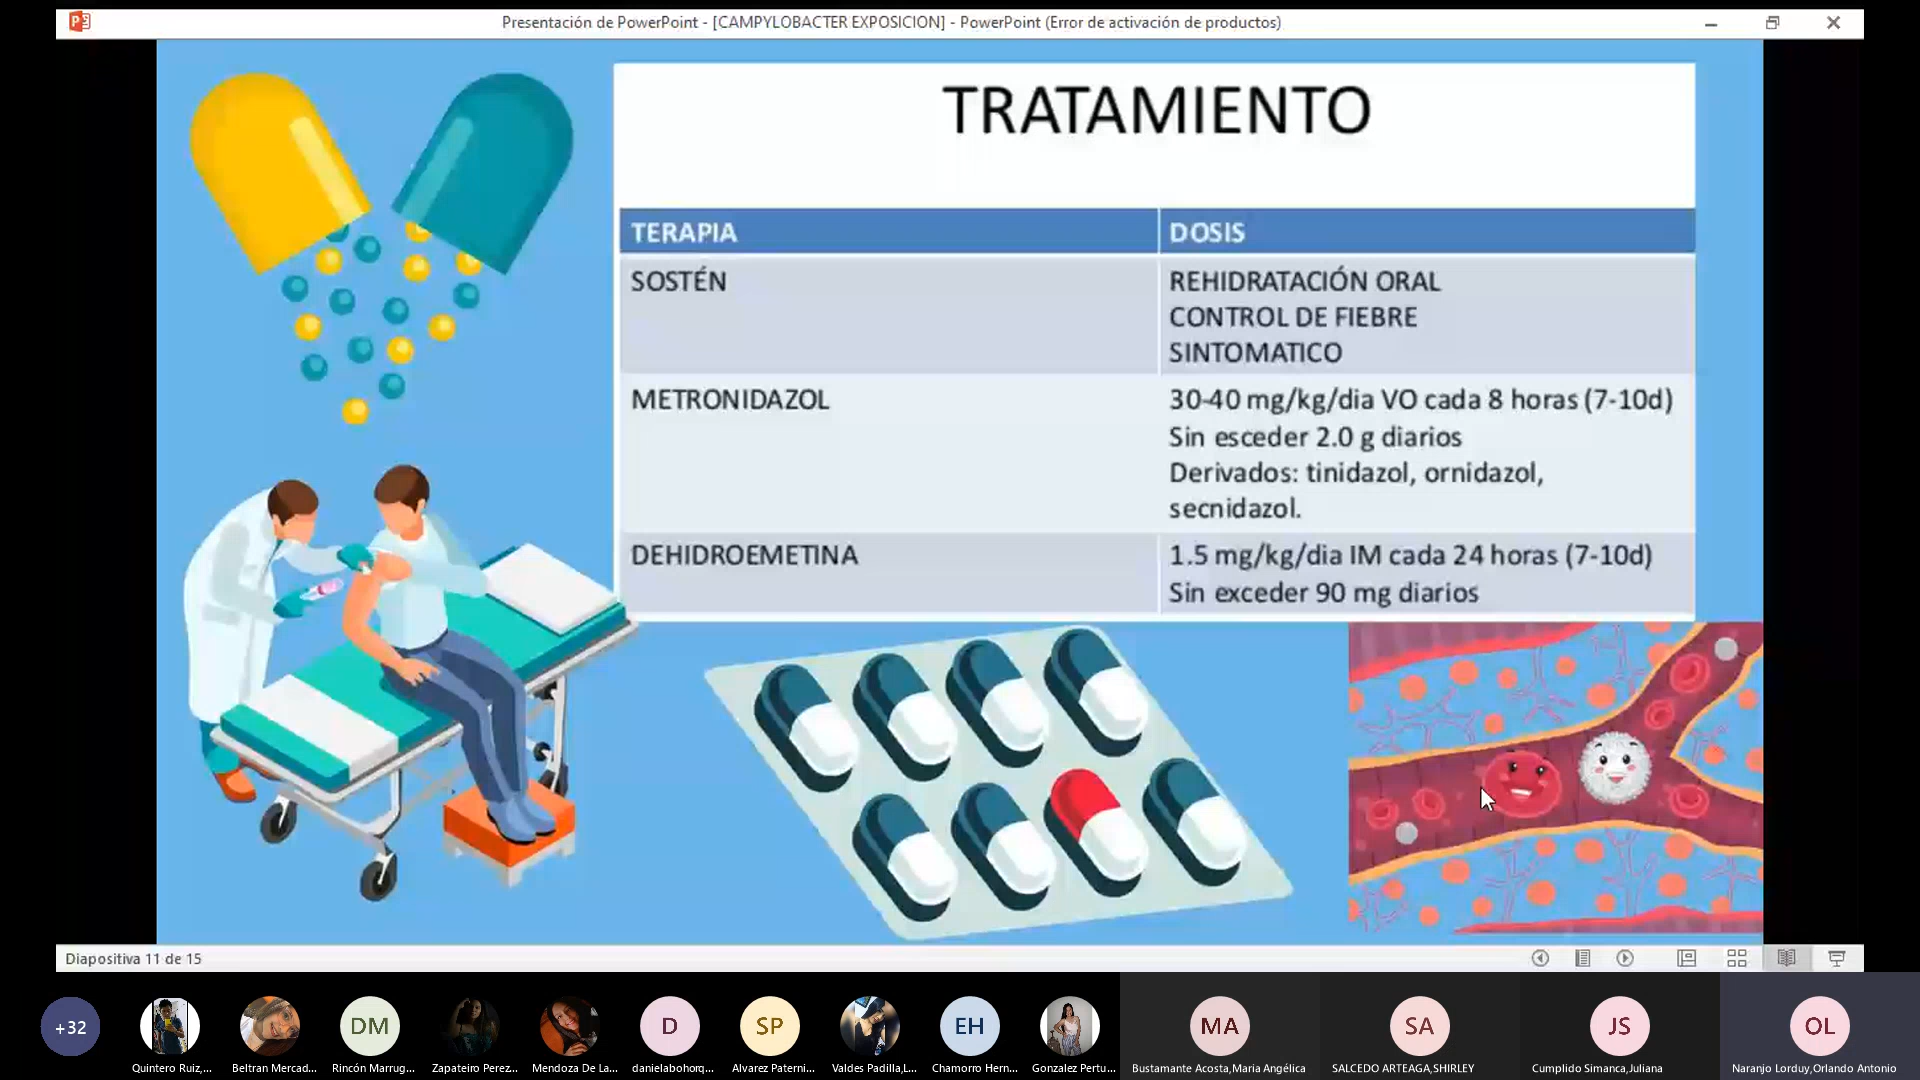 Presentación de PowerPoint - [CAMPYLOBACTER EXPOSICION] - PowerPoint (Error de activación de productos)
TRATAMIENTO
TERAPIA
DOSIS
SOSTÉN
REHIDRATACIÓN ORAL
CONTROL DE FIEBRE
SINTOMATICO
METRONIDAZOL
30-40 mg/kg/dia VO cada 8 horas (7-10d)
Sin esceder 2.0 g diarios
Derivados: tinidazol, ornidazol,
secnidazol.
DEHIDROEMETINA
1.5 mg/kg/dia IM cada 24 horas (7-10d)
Sin exceder 90 mg diarios
Diapositiva 11 de 15
+32
DM
D
SP
EH
MA
SA
JS
OL
Quintero Ruiz,...
Beltran Mercad...
Rincón Marrug...
Zapateiro Perez...
Mendoza De La...
danielabohorq...
Alvarez Paterni...
Valdes Padilla,L...
Chamorro Hern...
Gonzalez Pertu...
Bustamante Acosta,Maria Angélica
SALCEDO ARTEAGA,SHIRLEY
Cumplido Simanca,Juliana
Naranjo Lorduy,Orlando Antonio